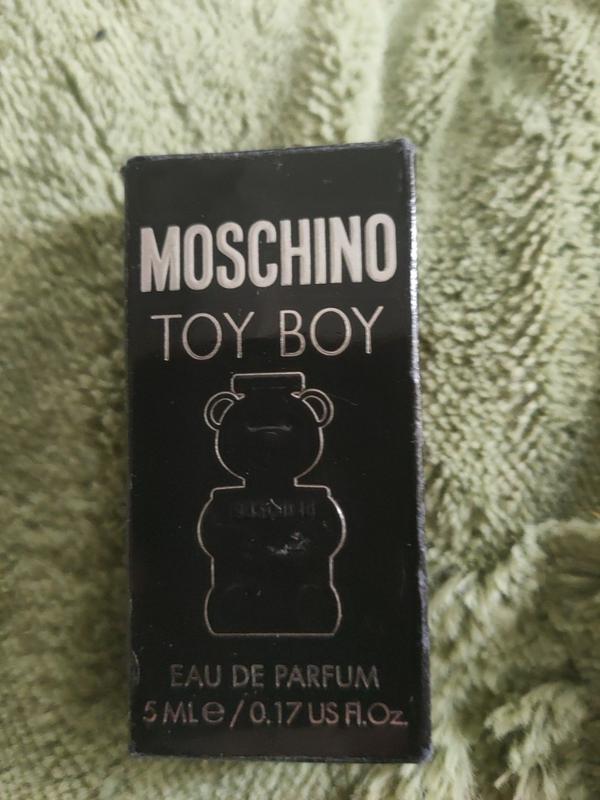 MOSCHINO
TOY BOY
EAU DE PARFUM
5 ML ℮ / 0.17 US Fl.Oz.